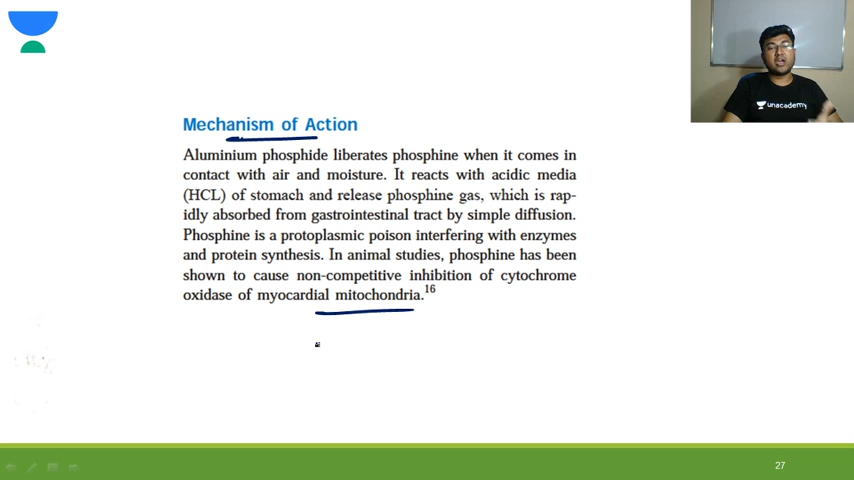 unacademy
Mechanism of Action
Aluminium phosphide liberates phosphine when it comes in
contact with air and moisture. It reacts with acidic media
(HCL) of stomach and release phosphine gas, which is rap-
idly absorbed from gastrointestinal tract by simple diffusion.
Phosphine is a protoplasmic poison interfering with enzymes
and protein synthesis. In animal studies, phosphine has been
shown to cause non-competitive inhibition of cytochrome
oxidase of myocardial mitochondria.16
27